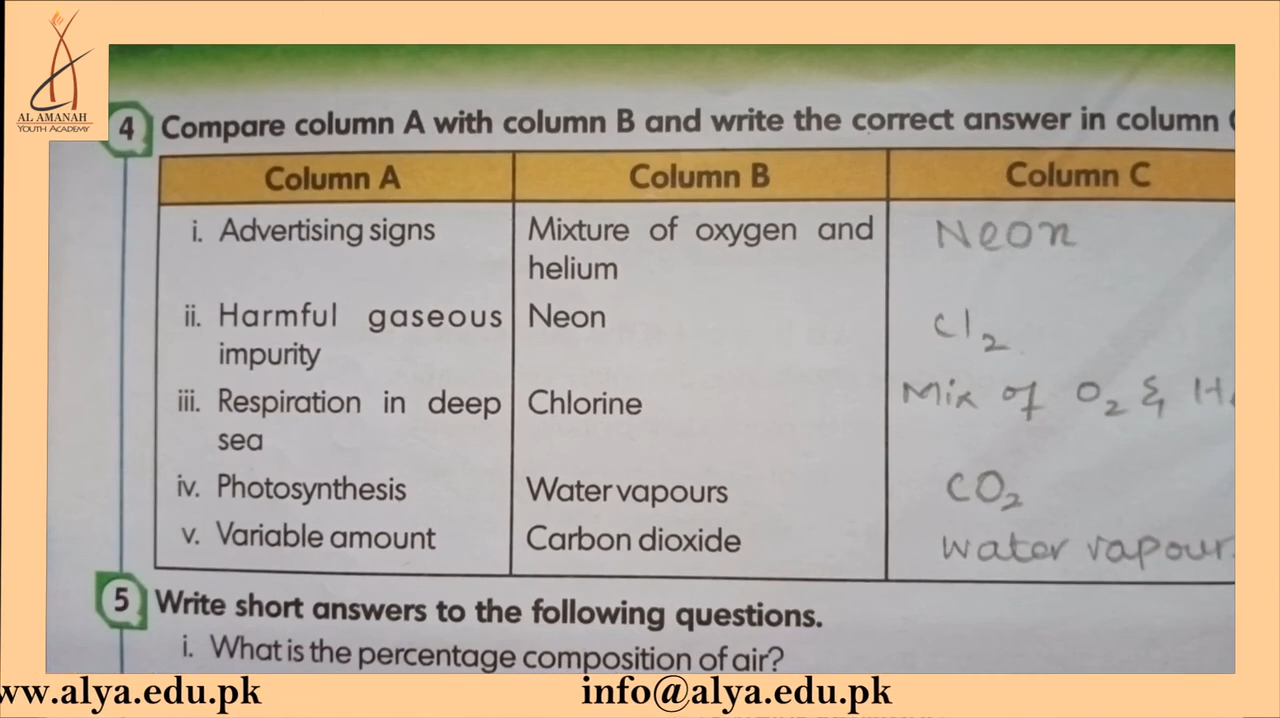 AL AMANAH
YOUTH ACADEMY
4 Compare column A with column B and write the correct answer in column
Column A Column B Column C
i. Advertising signs Mixture of oxygen and Neon
helium
ii. Harmful gaseous Neon Cl2
impurity
iii. Respiration in deep Chlorine Mix of O2 & H
sea
iv. Photosynthesis Water vapours CO2
v. Variable amount Carbon dioxide Water vapour
5 Write short answers to the following questions.
i. What is the percentage composition of air?
ww.alya.edu.pk info@alya.edu.pk